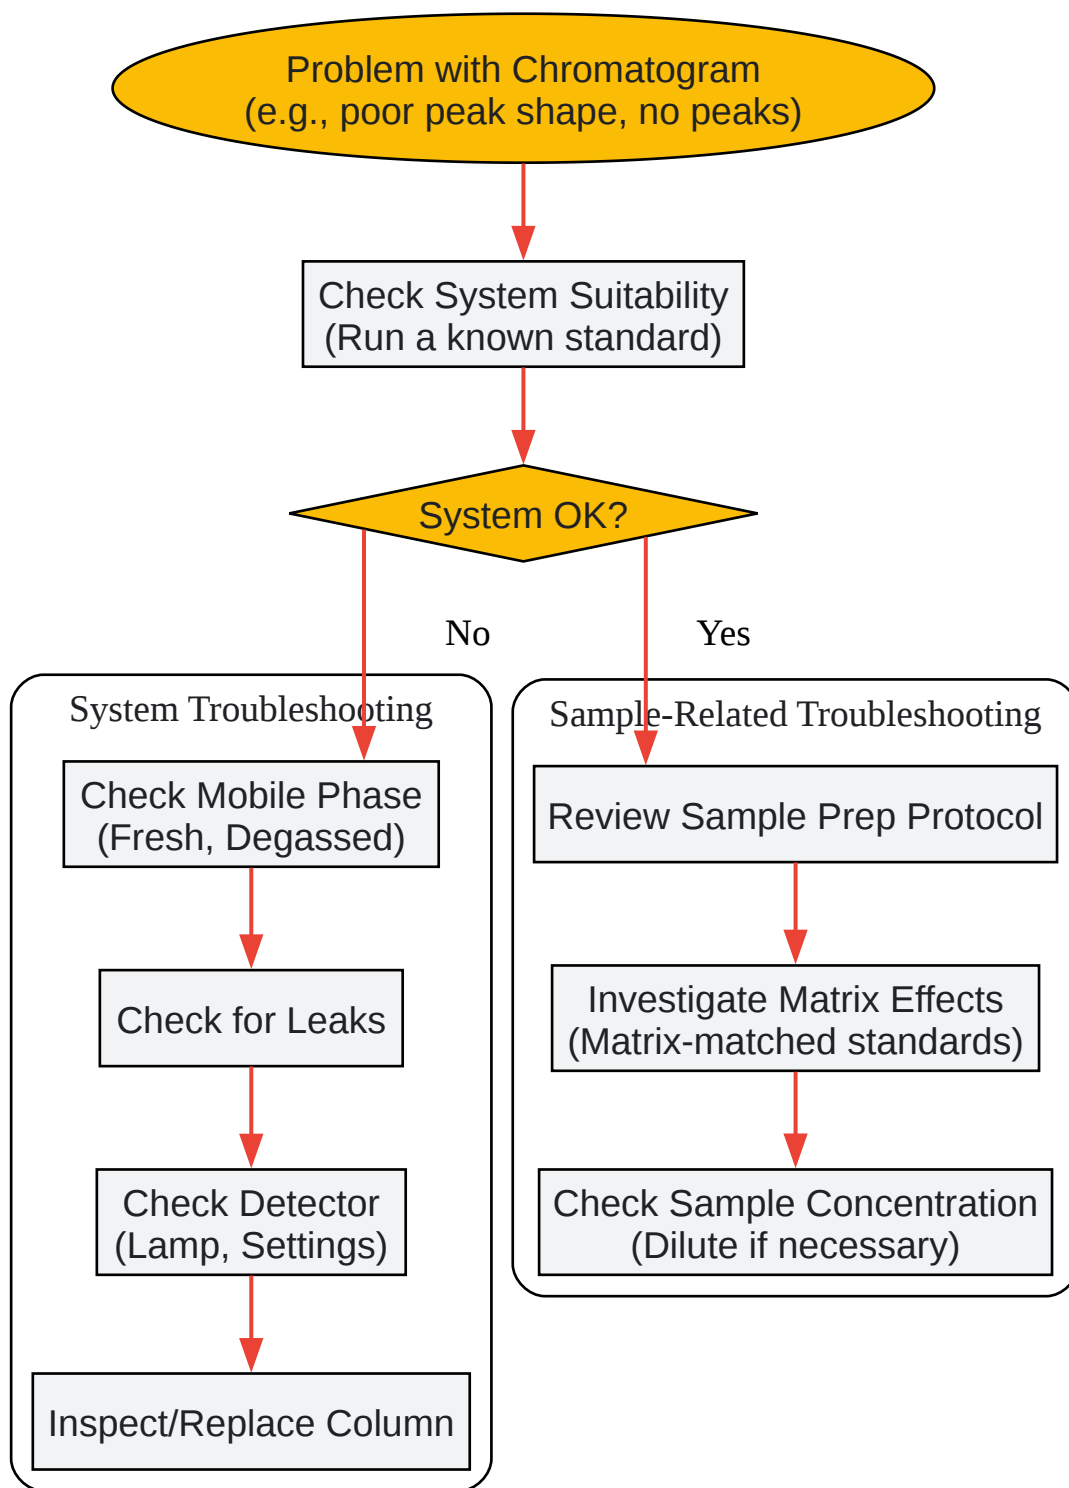 Problem with Chromatogram
(e.g., poor peak shape, no peaks)
Check System Suitability
(Run a known standard)
System OK?
No
Yes
System Troubleshooting
Check Mobile Phase
(Fresh, Degassed)
Check for Leaks
Check Detector
(Lamp, Settings)
Inspect/Replace Column
Sample-Related Troubleshooting
Review Sample Prep Protocol
Investigate Matrix Effects
(Matrix-matched standards)
Check Sample Concentration
(Dilute if necessary)